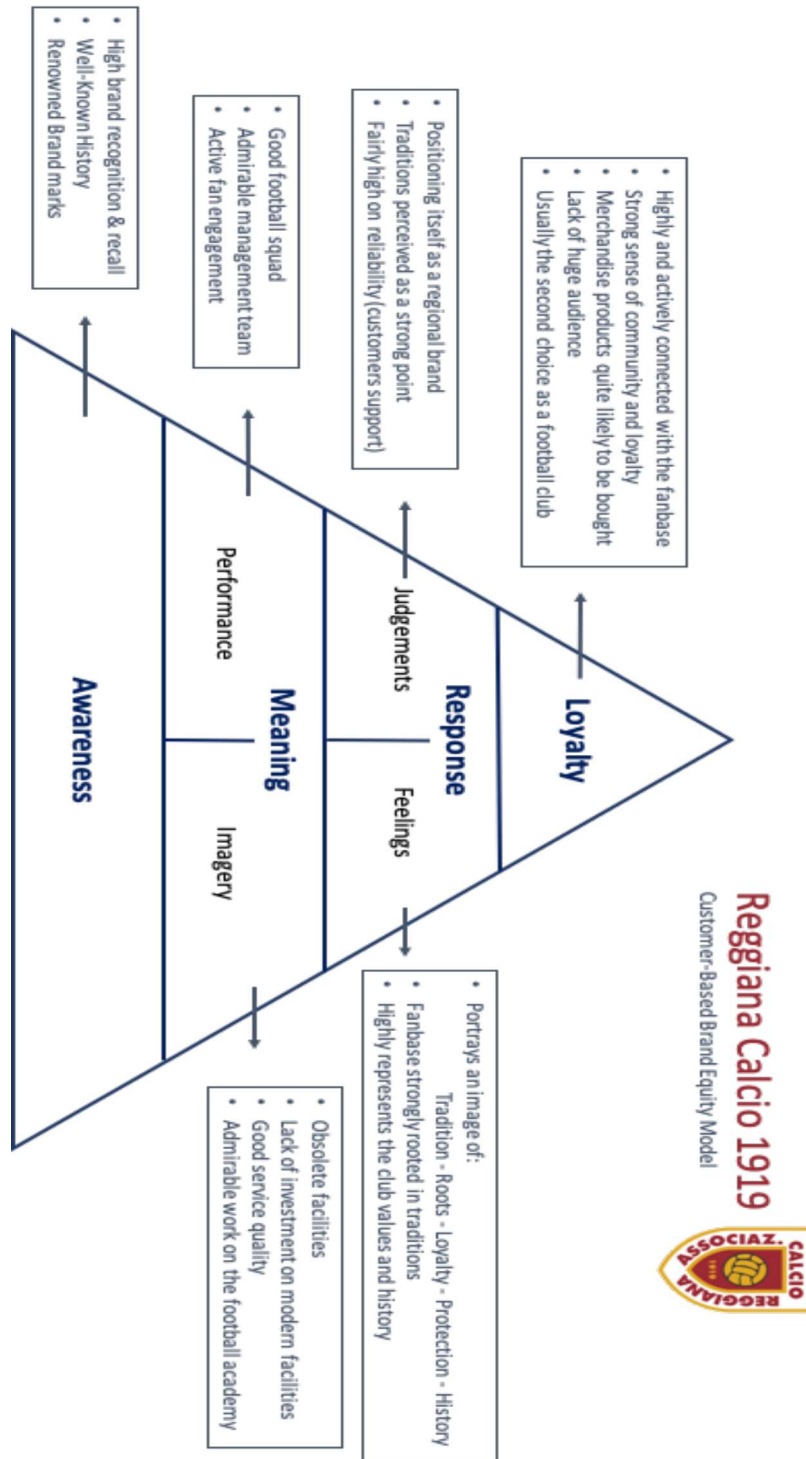 Reggiana Calcio 1919
Customer-Based Brand Equity Model
CALCIO
ASSOCIAZ.
1919
REGGIANA
Loyalty
• Highly and actively connected with the fanbase
• Strong sense of community and loyalty
• Merchandise products quite likely to be bought
• Lack of huge audience
• Usually the second choice as a football club
Response
Judgements
Feelings
• Positioning itself as a regional brand
• Traditions perceived as a strong point
• Fairly high on reliability (customers support)
• Portrays an image of:
Tradition - Roots - Loyalty - Protection - History
• Fanbase strongly rooted in traditions
• Highly represents the club values and history
Meaning
Performance
Imagery
• Good football squad
• Admirable management team
• Active fan engagement
• Obsolete facilities
• Lack of investment on modern facilities
• Good service quality
• Admirable work on the football academy
Awareness
• High brand recognition & recall
• Well-Known History
• Renowned Brand marks